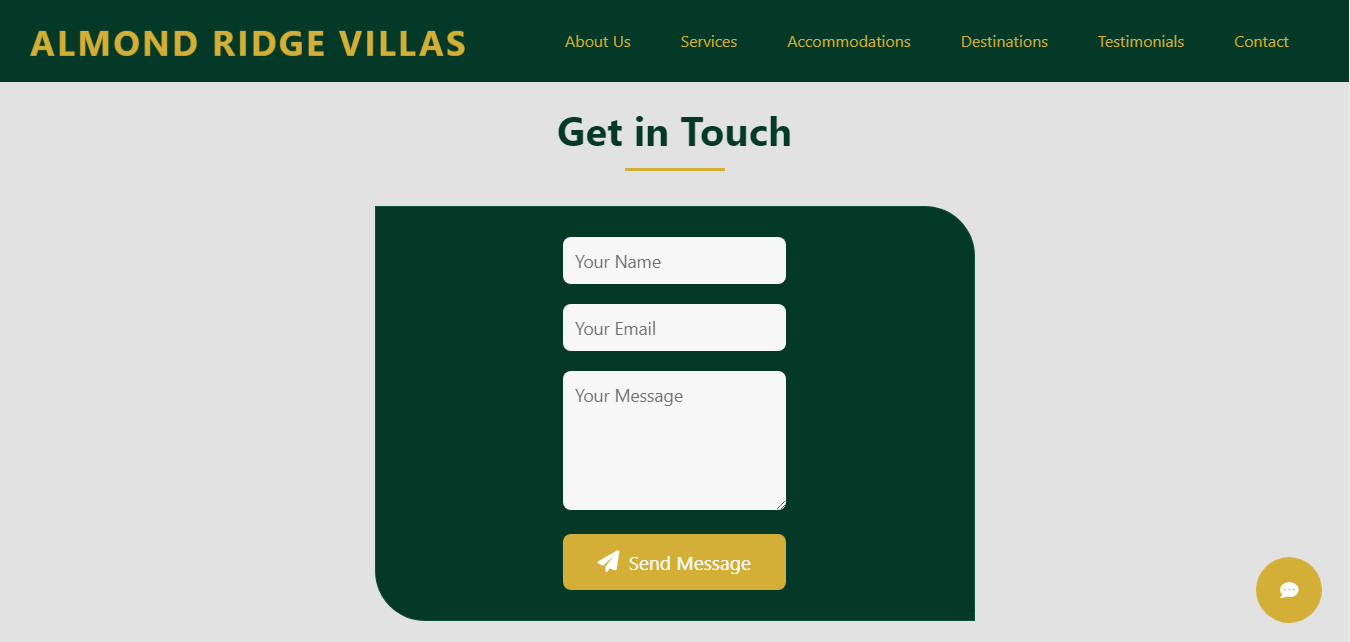 ALMOND RIDGE VILLAS
About Us
Services
Accommodations
Destinations
Testimonials
Contact
Get in Touch
Your Name
Your Email
Your Message
Send Message